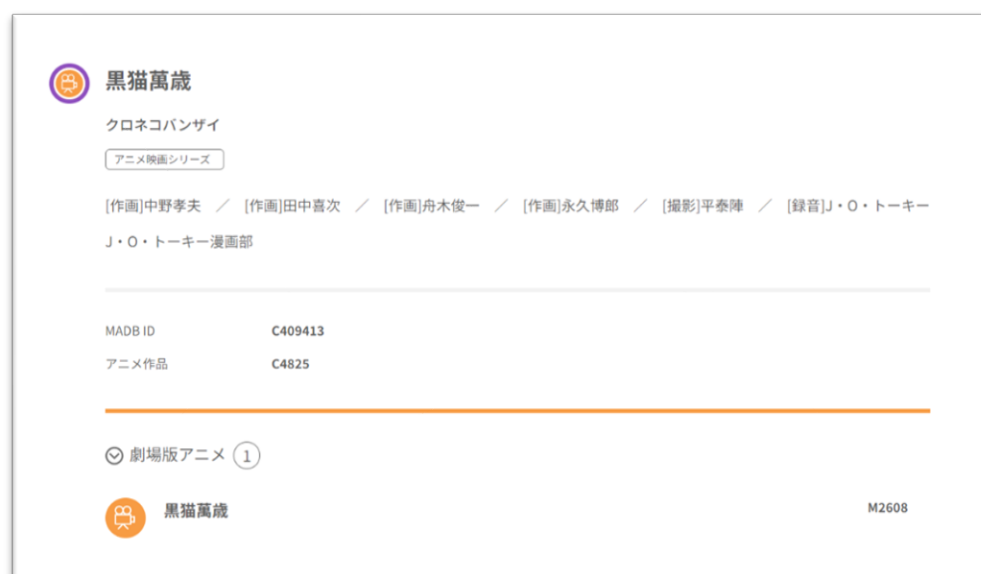 黒猫萬歳
クロネコバンザイ
アニメ映画シリーズ
[作画]中野孝夫 ／ [作画]田中喜次 ／ [作画]舟木俊一 ／ [作画]永久博郎 ／ [撮影]平泰陣 ／ [録音]J・O・トーキー
J・O・トーキー漫画部
MADB ID C409413
アニメ作品 C4825
劇場版アニメ 1
黒猫萬歳 M2608